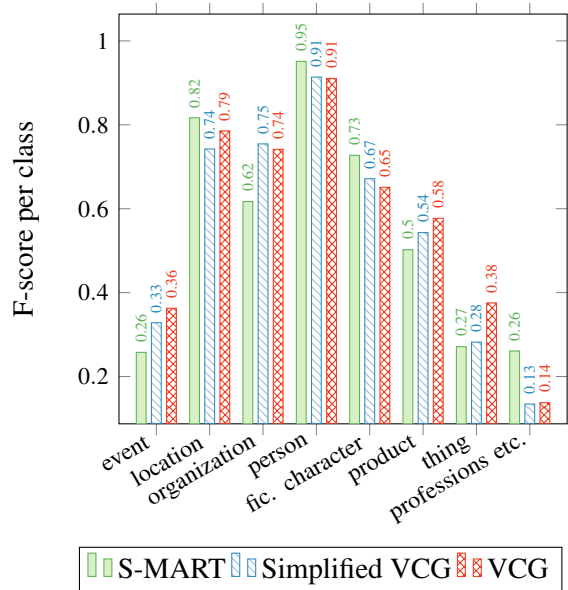 F-score per class
1
0.8
0.6
0.4
0.2
0.26 0.33 0.36
0.82 0.74 0.79
0.62 0.75 0.74
0.95 0.91 0.91
0.73 0.67 0.65
0.5 0.54 0.58
0.27 0.28 0.38
0.26 0.13 0.14
event
location
organization
person
fic. character
product
thing
professions etc.
S-MART Simplified VCG VCG